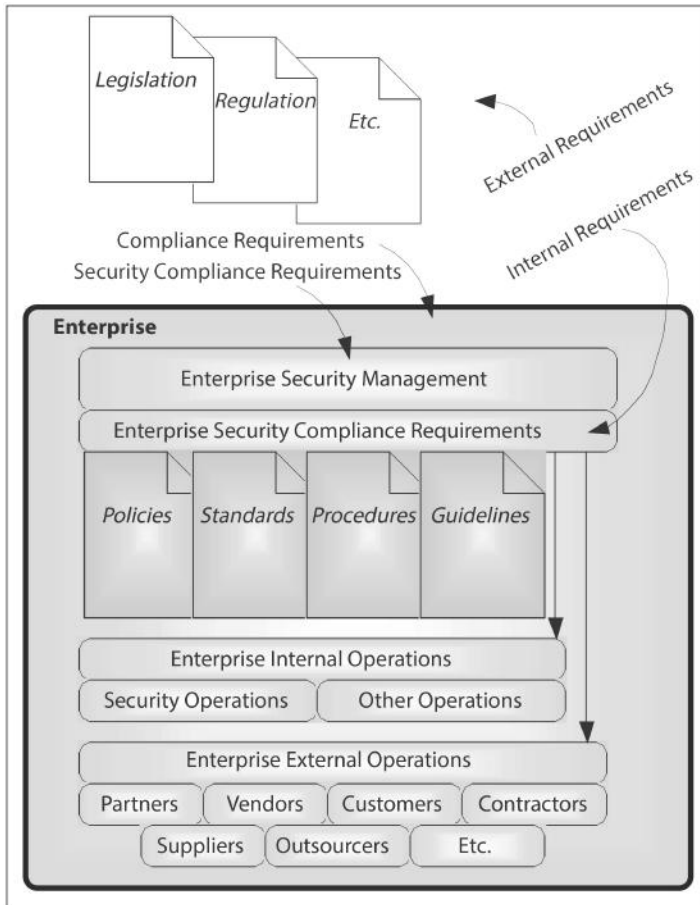 Legislation
Regulation
Etc.
External Requirements
Internal Requirements
Compliance Requirements
Security Compliance Requirements
Enterprise
Enterprise Security Management
Enterprise Security Compliance Requirements
Policies
Standards
Procedures
Guidelines
Enterprise Internal Operations
Security Operations
Other Operations
Enterprise External Operations
Partners
Vendors
Customers
Contractors
Suppliers
Outsourcers
Etc.